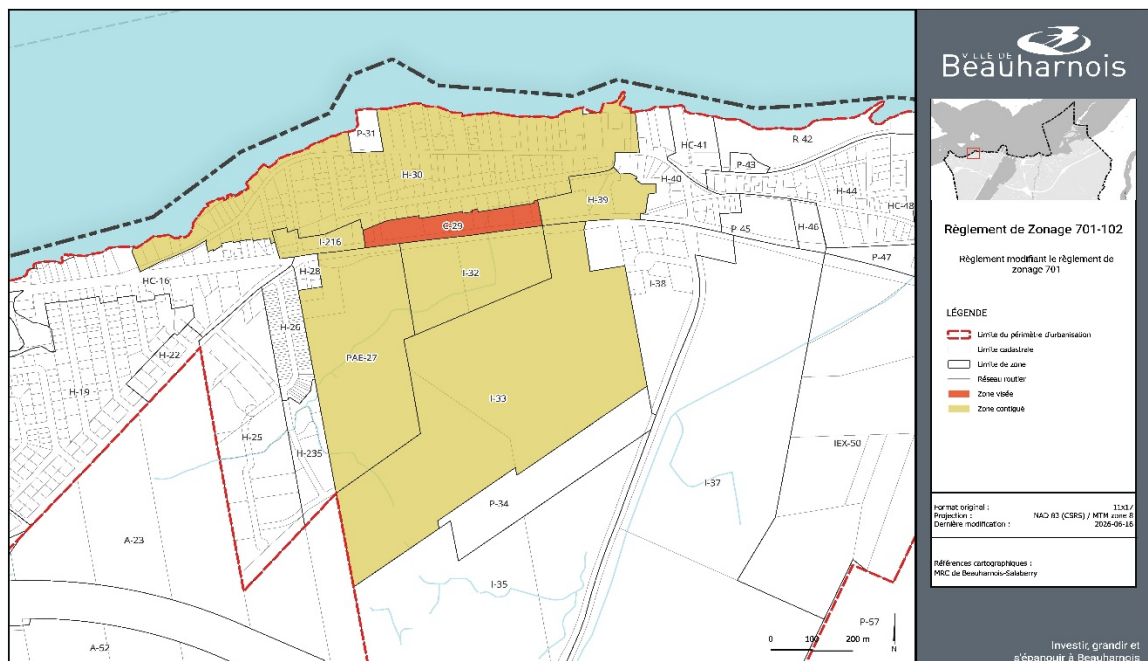 P-31
H-30
HC-41
R 42
P-43
H-40
H-44
H-39
HC-48
C-29
I-216
P 45
H-46
P-47
H-28
HC-16
I-32
I-38
H-26
H-22
PAE-27
H-19
I-33
H-25
IEX-50
H-235
I-37
P-34
A-23
I-35
P-57
A-52
0 100 200 m
N
VILLE DE
Beauharnois
Règlement de Zonage 701-102
Règlement modifiant le règlement de
zonage 701
LÉGENDE
Limite du périmètre d'urbanisation
Limite cadastrale
Limite de zone
Réseau routier
Zone visée
Zone contiguë
Format original : 11x17
Projection : NAD 83 (CSRS) / MTM zone 8
Dernière modification : 2026-06-16
Références cartographiques :
MRC de Beauharnois-Salaberry
Investir, grandir et
s'épanouir à Beauharnois